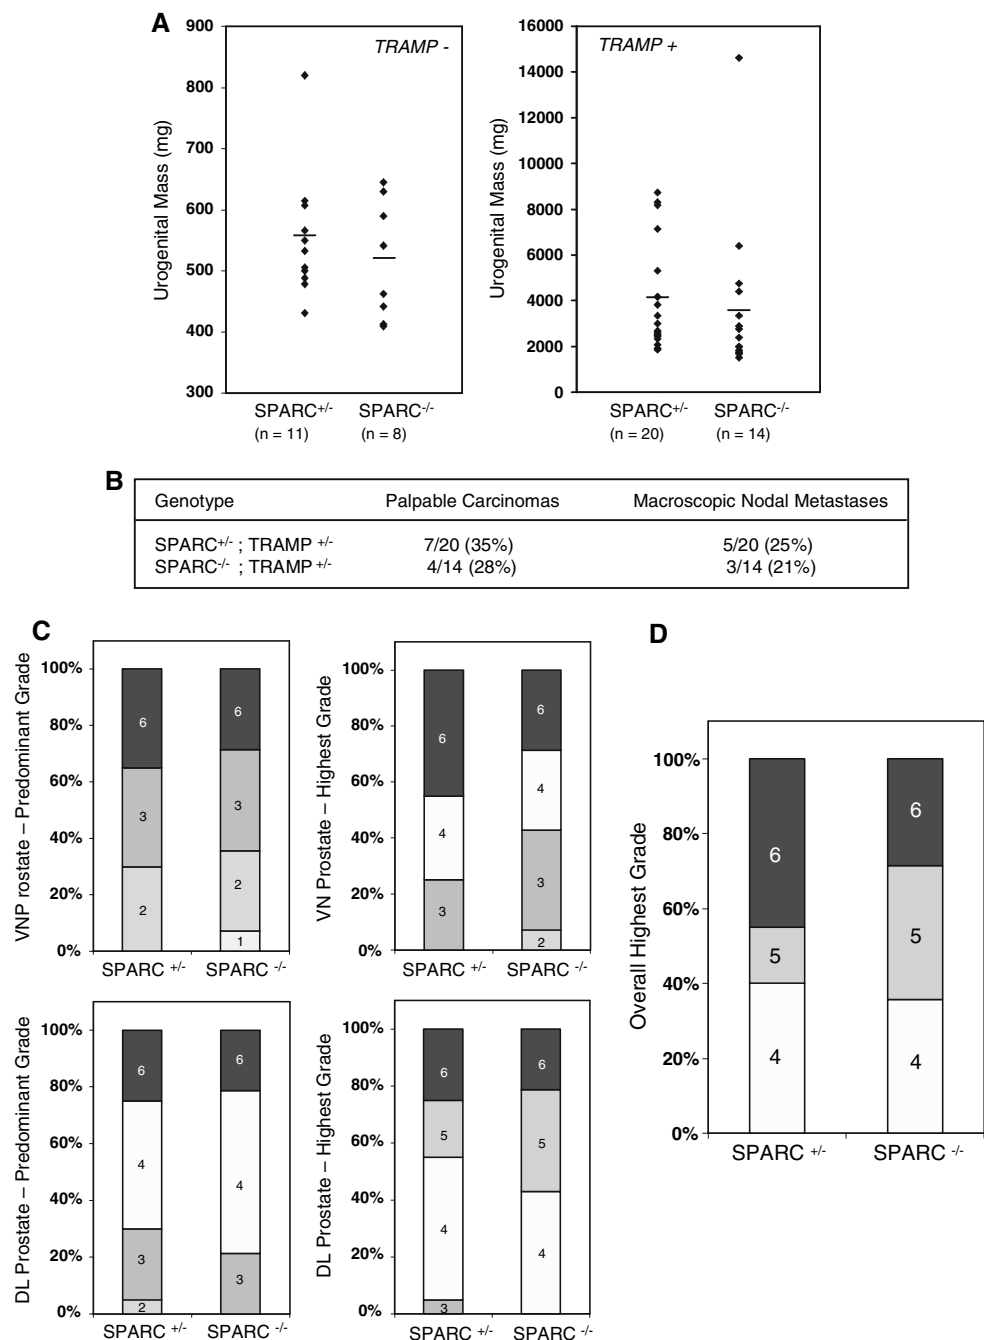 A
TRAMP -
Urogenital Mass (mg)
900
800
700
600
500
400
300
SPARC+/-
(n = 11)
SPARC-/-
(n = 8)
TRAMP +
Urogenital Mass (mg)
16000
14000
12000
10000
8000
6000
4000
2000
0
SPARC+/-
(n = 20)
SPARC-/-
(n = 14)
B
Genotype Palpable Carcinomas Macroscopic Nodal Metastases
SPARC+/- ; TRAMP +/- 7/20 (35%) 5/20 (25%)
SPARC-/- ; TRAMP +/- 4/14 (28%) 3/14 (21%)
C
VNP rostate – Predominant Grade
100%
80%
60%
40%
20%
0%
6
3
2
6
3
2
1
SPARC +/-
SPARC -/-
VN Prostate – Highest Grade
100%
80%
60%
40%
20%
0%
6
4
3
6
4
3
2
SPARC +/-
SPARC -/-
DL Prostate – Predominant Grade
100%
80%
60%
40%
20%
0%
6
4
3
2
6
4
3
SPARC +/-
SPARC -/-
DL Prostate – Highest Grade
100%
80%
60%
40%
20%
0%
6
5
4
3
6
5
4
SPARC +/-
SPARC -/-
D
Overall Highest Grade
100%
80%
60%
40%
20%
0%
6
5
4
6
5
4
SPARC +/-
SPARC -/-